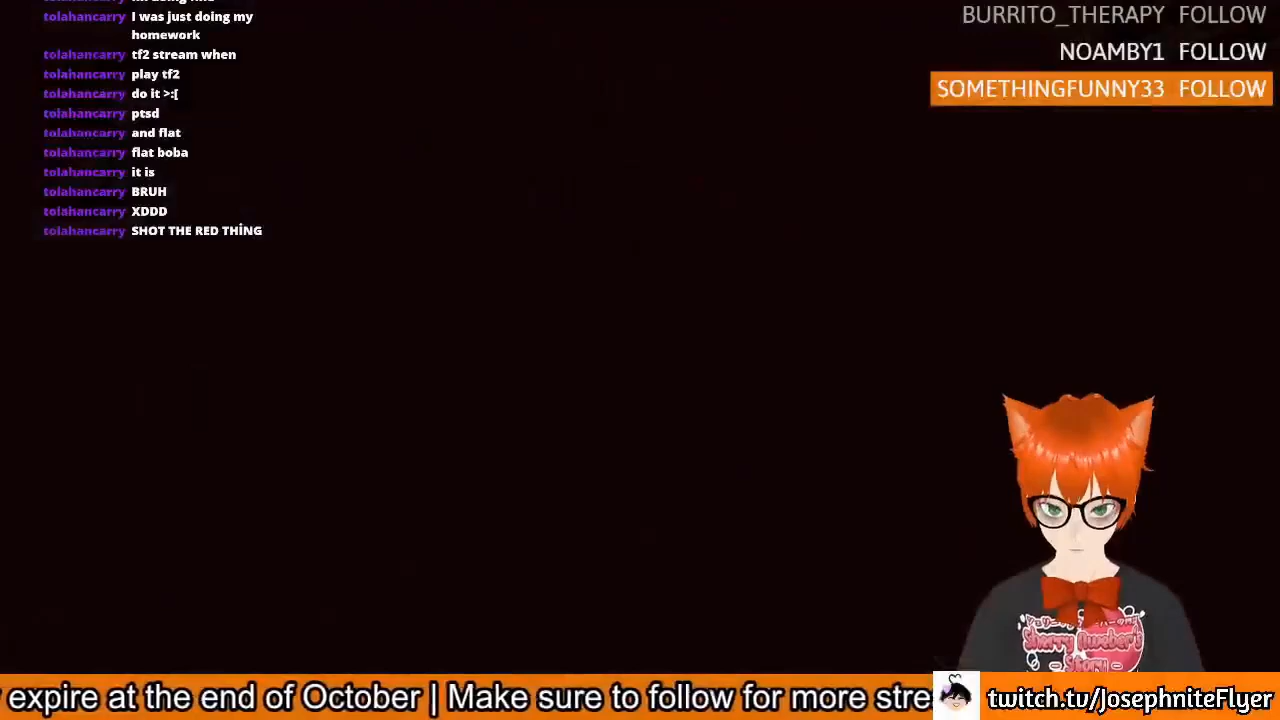 tolahancarry I was just doing my
homework
tolahancarry tf2 stream when
tolahancarry play tf2
tolahancarry do it >:[
tolahancarry ptsd
tolahancarry and flat
tolahancarry flat boba
tolahancarry it is
tolahancarry BRUH
tolahancarry XDDD
tolahancarry SHOT THE RED THİNG
BURRITO_THERAPY FOLLOW
NOAMBY1 FOLLOW
SOMETHINGFUNNY33 FOLLOW
Sherry
Story
expire at the end of October | Make sure to follow for more stre
twitch.tv/JosephniteFlyer